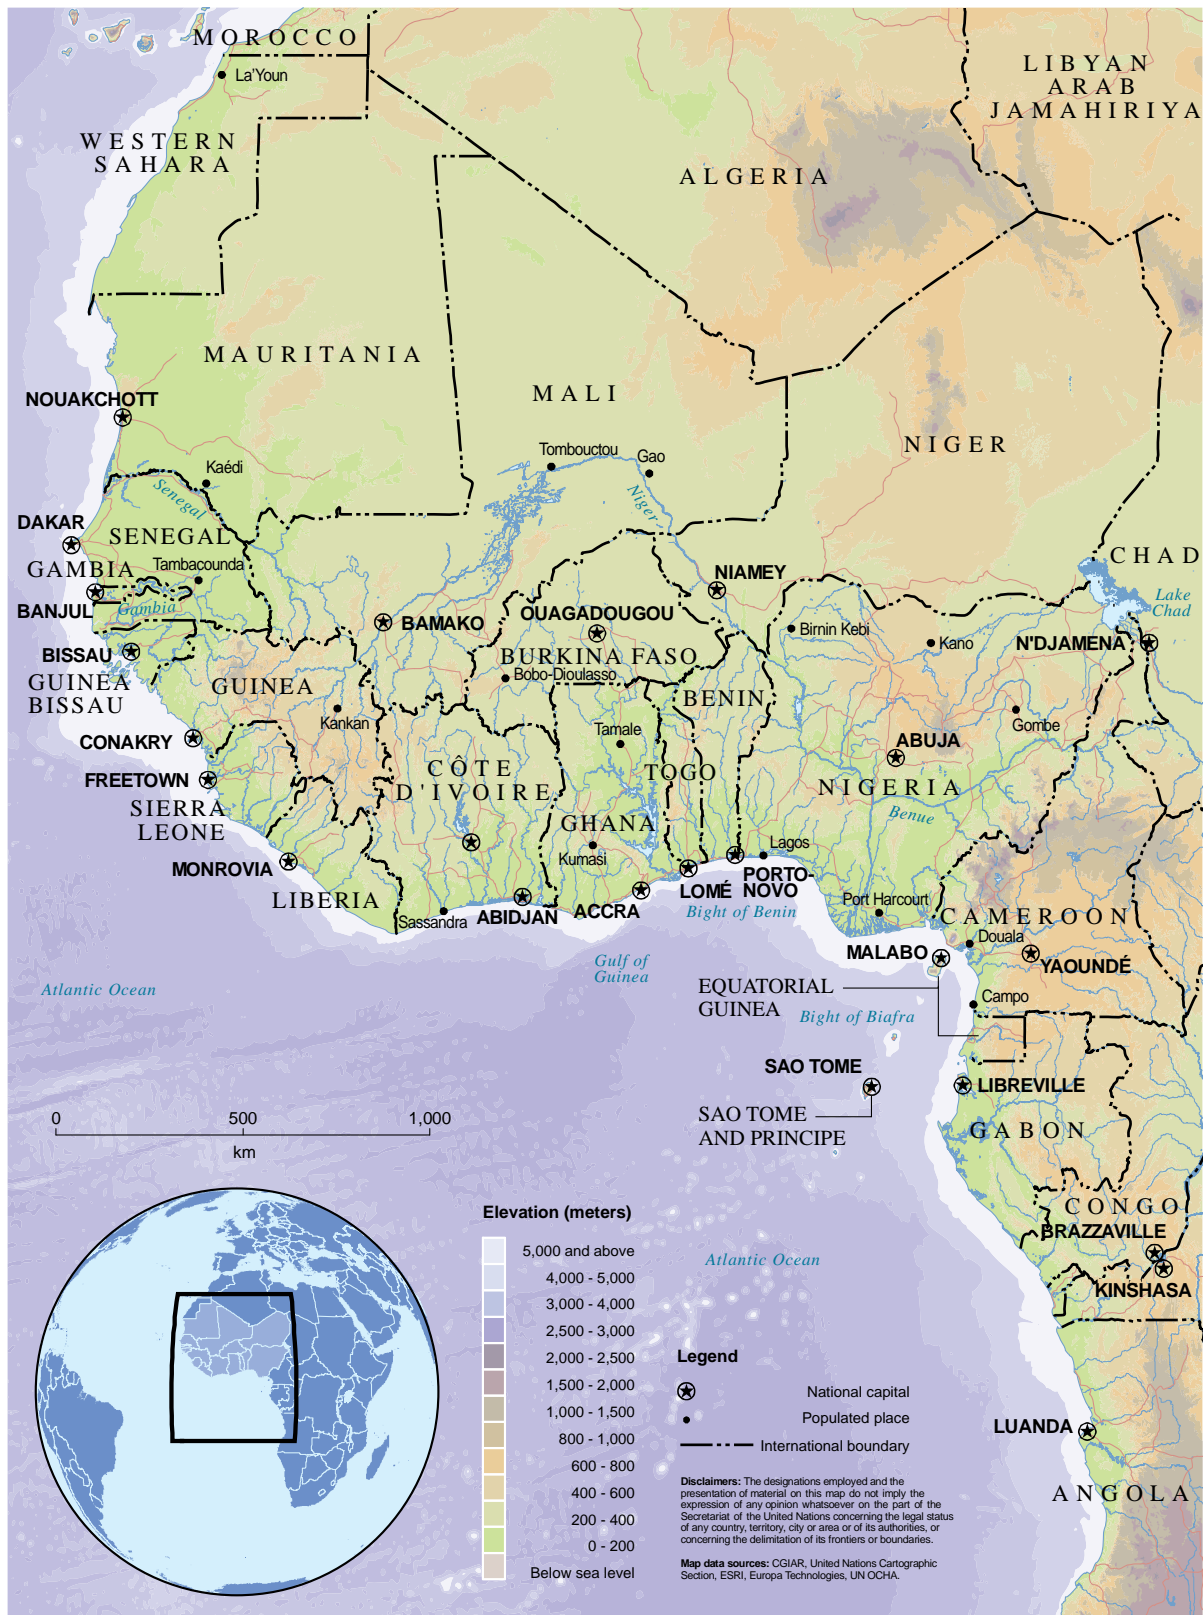 MOROCCO
La'Youn
LIBYAN
ARAB
JAMAHIRIYA
WESTERN
SAHARA
ALGERIA
MAURITANIA
MALI
NOUAKCHOTT
NIGER
Tombouctou
Gao
Kaédi
Senegal
Niger
DAKAR
SENEGAL
CHAD
GAMBIA
Tambacounda
NIAMEY
BANJUL
Gambia
Lake
Chad
BAMAKO
OUAGADOUGOU
Birnin Kebi
Kano
N'DJAMENA
BISSAU
BURKINA FASO
Bobo-Dioulasso
GUINEA
BISSAU
GUINEA
BENIN
Kankan
Gombe
CONAKRY
Tamale
ABUJA
FREETOWN
CÔTE
D'IVOIRE
TOGO
NIGERIA
SIERRA
LEONE
GHANA
Benue
MONROVIA
Kumasi
Lagos
LIBERIA
LOMÉ
PORTO-
NOVO
Sassandra
ABIDJAN
ACCRA
Bight of Benin
Port Harcourt
CAMEROON
Douala
MALABO
YAOUNDÉ
Gulf of
Guinea
Atlantic Ocean
EQUATORIAL
GUINEA
Campo
Bight of Biafra
SAO TOME
LIBREVILLE
SAO TOME
AND PRINCIPE
GABON
0 500 1,000
km
CONGO
BRAZZAVILLE
KINSHASA
Atlantic Ocean
LUANDA
ANGOLA
Elevation (meters)
5,000 and above
4,000 - 5,000
3,000 - 4,000
2,500 - 3,000
2,000 - 2,500
1,500 - 2,000
1,000 - 1,500
800 - 1,000
600 - 800
400 - 600
200 - 400
0 - 200
Below sea level
Legend
National capital
Populated place
International boundary
Disclaimers: The designations employed and the
presentation of material on this map do not imply the
expression of any opinion whatsoever on the part of the
Secretariat of the United Nations concerning the legal status
of any country, territory, city or area or of its authorities, or
concerning the delimitation of its frontiers or boundaries.
Map data sources: CGIAR, United Nations Cartographic
Section, ESRI, Europa Technologies, UN OCHA.